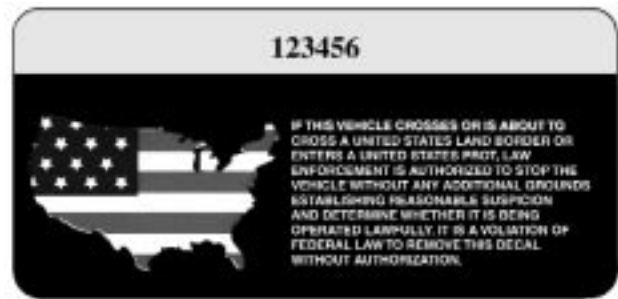 123456
IF THIS VEHICLE CROSSES OR IS ABOUT TO
CROSS A UNITED STATES LAND BORDER OR
ENTERS A UNITED STATES PROT, LAW
ENFORCEMENT IS AUTHORIZED TO STOP THE
VEHICLE WITHOUT ANY ADDITIONAL GROUNDS
ESTABLISHING REASONABLE SUSPICION
AND DETERMINE WHETHER IT IS BEING
OPERATED LAWFULLY. IT IS A VOLIATION OF
FEDERAL LAW TO REMOVE THIS DECAL
WITHOUT AUTHORIZATION.